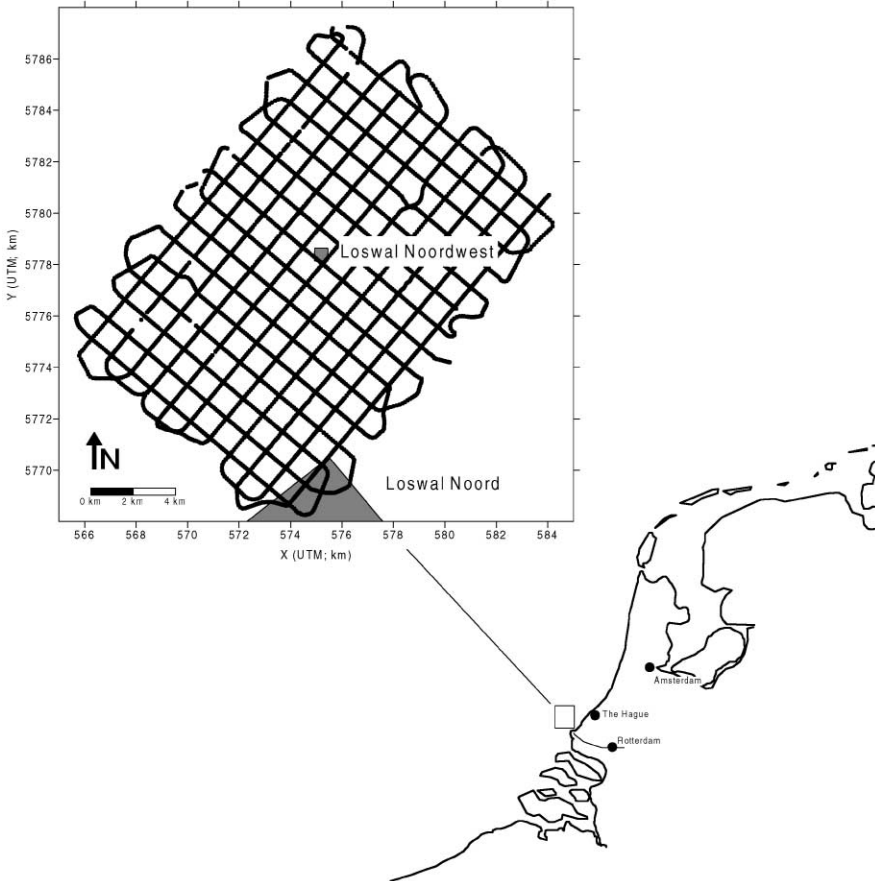 5786
5784
5782
5780
5778
5776
5774
5772
5770
Y (UTM; km)
Loswal Noordwest
Loswal Noord
N
0 km 2 km 4 km
566 568 570 572 574 576 578 580 582 584
X (UTM; km)
Amsterdam
The Hague
Rotterdam